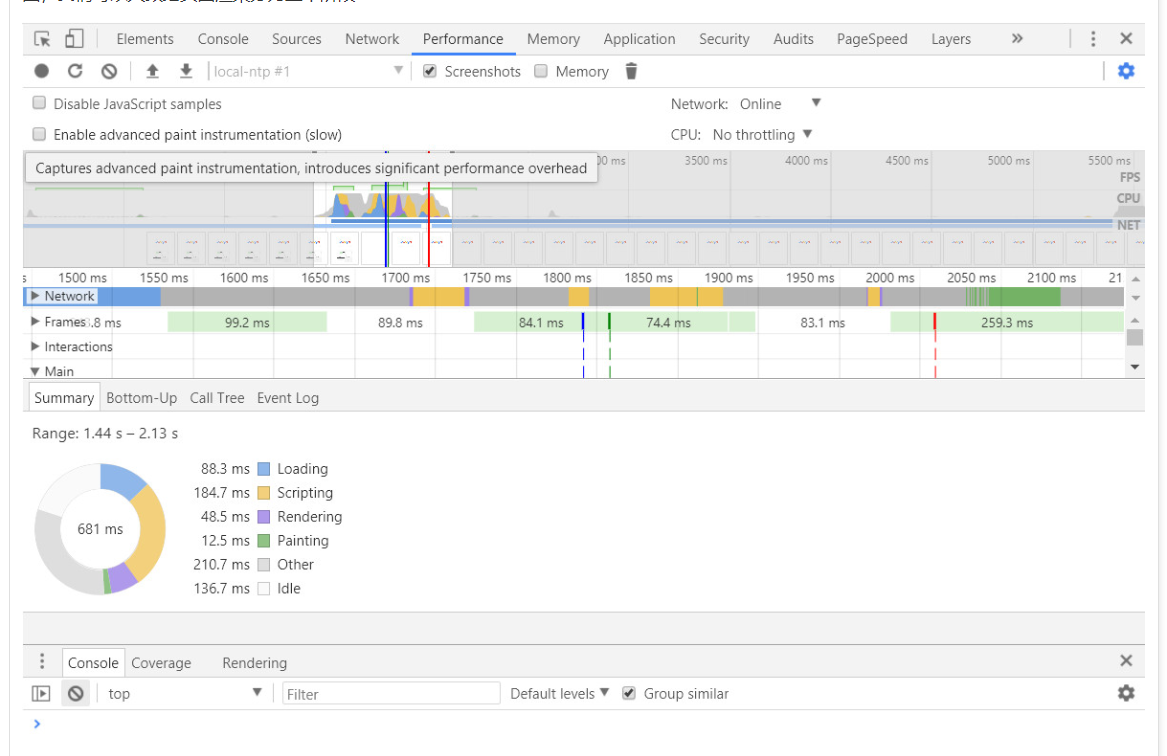 Elements Console Sources Network Performance Memory Application Security Audits PageSpeed Layers »
local-ntp #1 Screenshots Memory
Disable JavaScript samples Network: Online
Enable advanced paint instrumentation (slow) CPU: No throttling
Captures advanced paint instrumentation, introduces significant performance overhead
00 ms 3500 ms 4000 ms 4500 ms 5000 ms 5500 ms
FPS
CPU
NET
s 1500 ms 1550 ms 1600 ms 1650 ms 1700 ms 1750 ms 1800 ms 1850 ms 1900 ms 1950 ms 2000 ms 2050 ms 2100 ms 21
Network
Frames .8 ms 99.2 ms 89.8 ms 84.1 ms 74.4 ms 83.1 ms 259.3 ms
Interactions
Main
Summary Bottom-Up Call Tree Event Log
Range: 1.44 s – 2.13 s
88.3 ms Loading
184.7 ms Scripting
48.5 ms Rendering
681 ms
12.5 ms Painting
210.7 ms Other
136.7 ms Idle
Console Coverage Rendering
top Filter Default levels Group similar